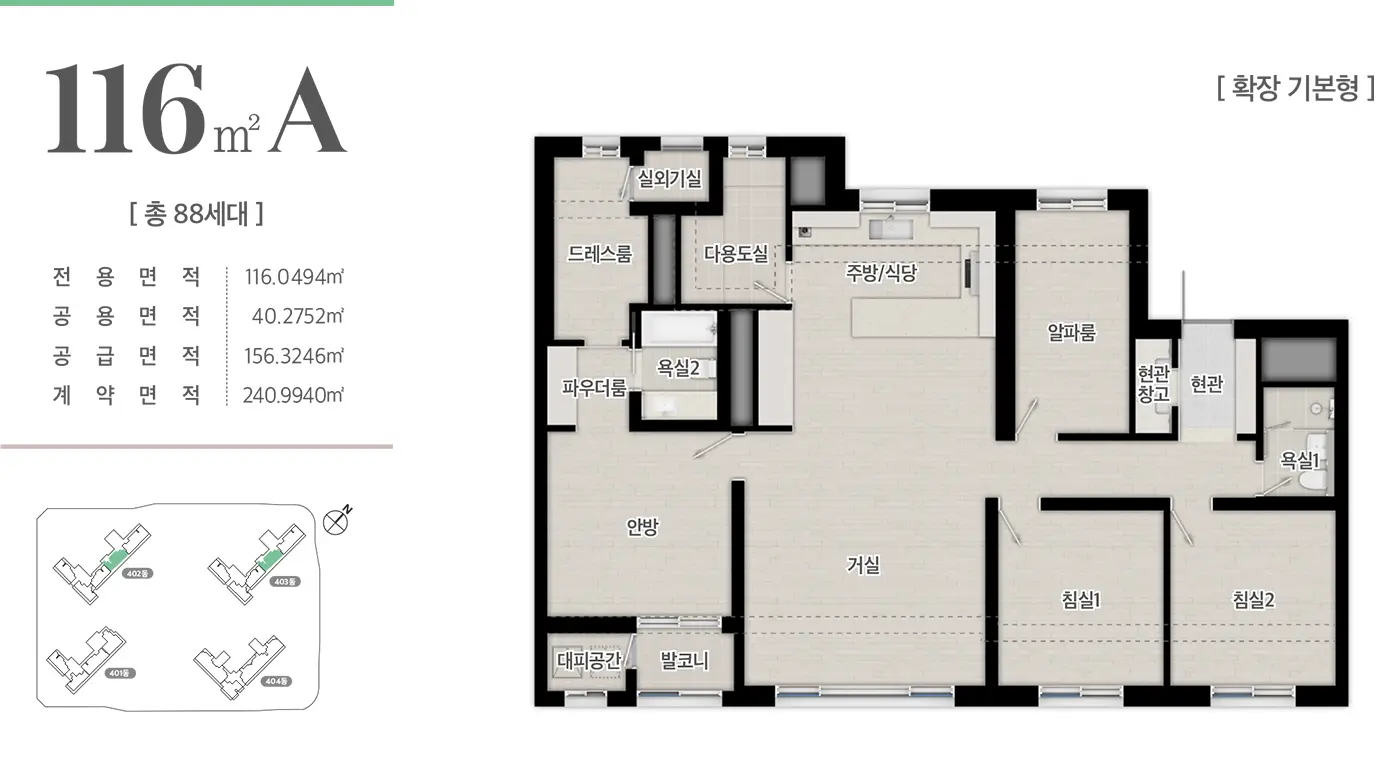 116㎡ A
[ 총 88세대 ]
전 용 면 적 116.0494㎡
공 용 면 적 40.2752㎡
공 급 면 적 156.3246㎡
계 약 면 적 240.9940㎡
N
402동
403동
401동
404동
[ 확장 기본형 ]
실외기실
드레스룸
다용도실
주방/식당
알파룸
현관
창고
현관
욕실2
파우더룸
욕실1
안방
거실
침실1
침실2
대피공간
발코니